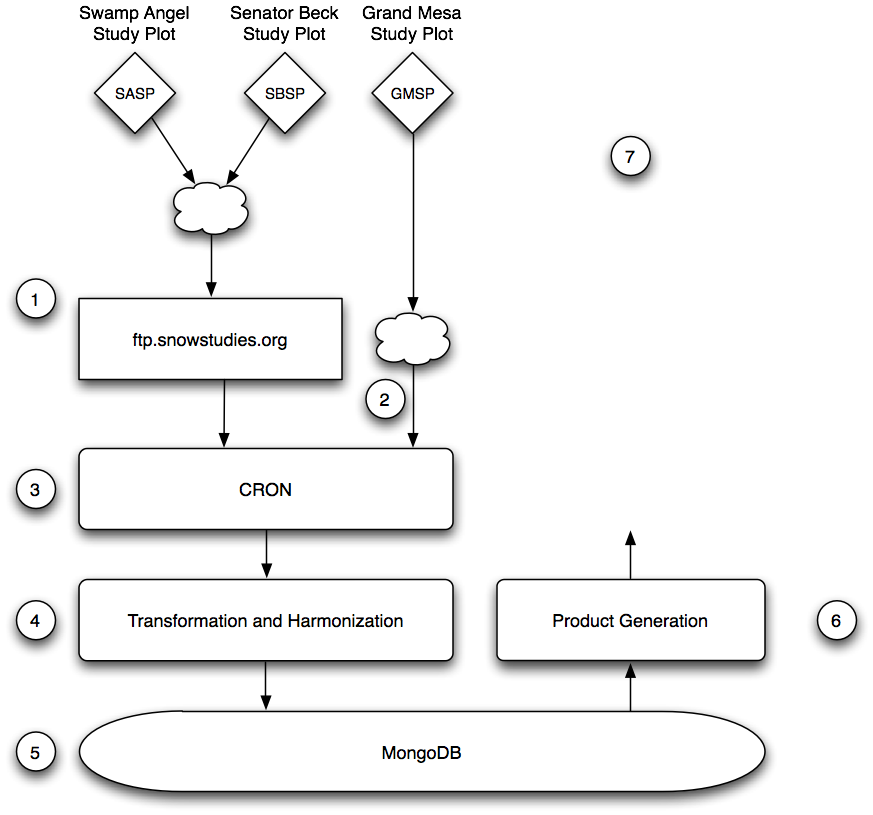 Swamp Angel
Study Plot
Senator Beck
Study Plot
Grand Mesa
Study Plot
SASP
SBSP
GMSP
7
1
ftp.snowstudies.org
2
3
CRON
4
Transformation and Harmonization
Product Generation
6
5
MongoDB